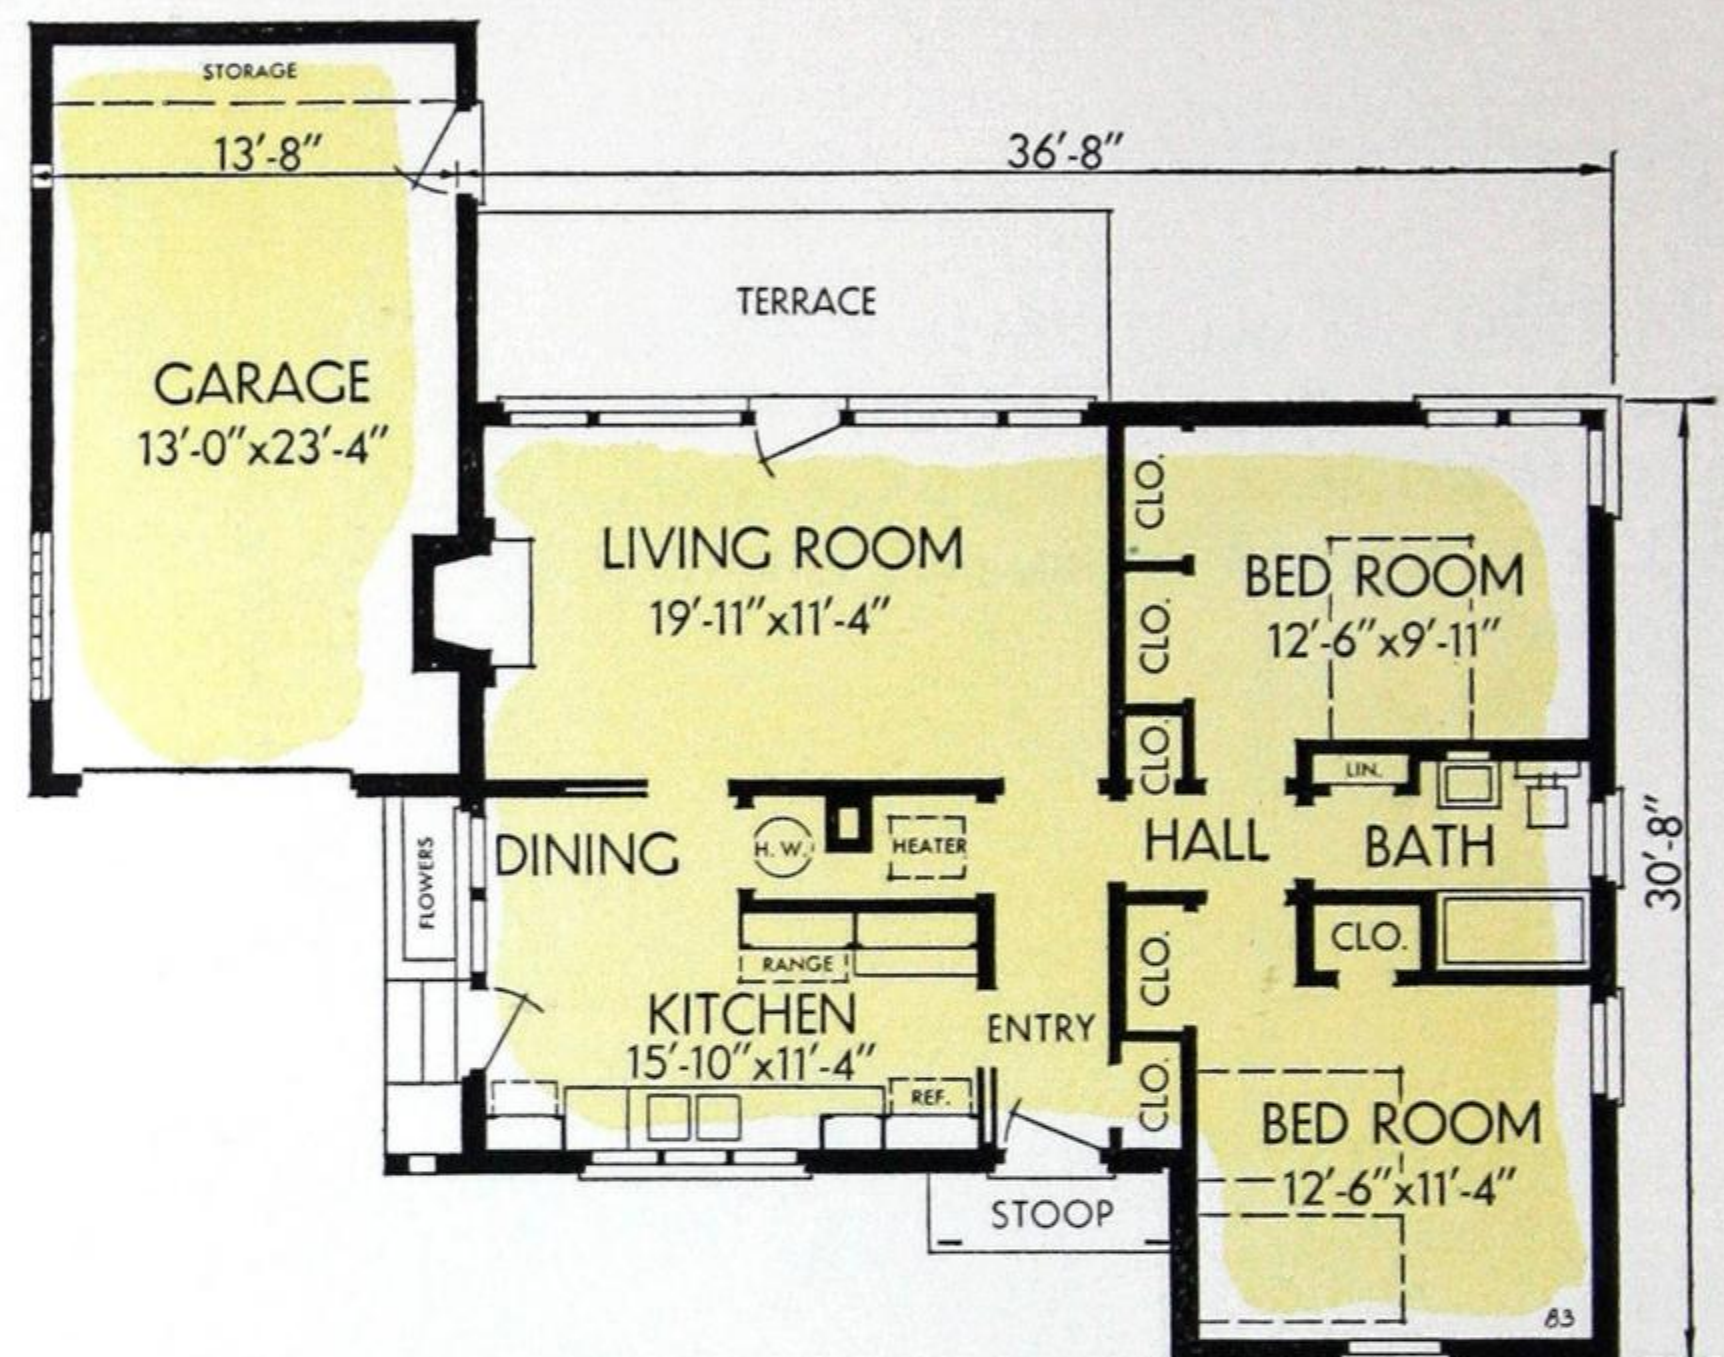 STORAGE
13'-8"
36'-8"
TERRACE
GARAGE
13'-0"x23'-4"
LIVING ROOM
19'-11"x11'-4"
CLO.
CLO.
CLO.
BED ROOM
12'-6"x9'-11"
LIN.
FLOWERS
DINING
H. W.
HEATER
HALL
BATH
30'-8"
RANGE
CLO.
CLO.
KITCHEN
15'-10"x11'-4"
ENTRY
REF.
CLO.
BED ROOM
12'-6"x11'-4"
STOOP
83